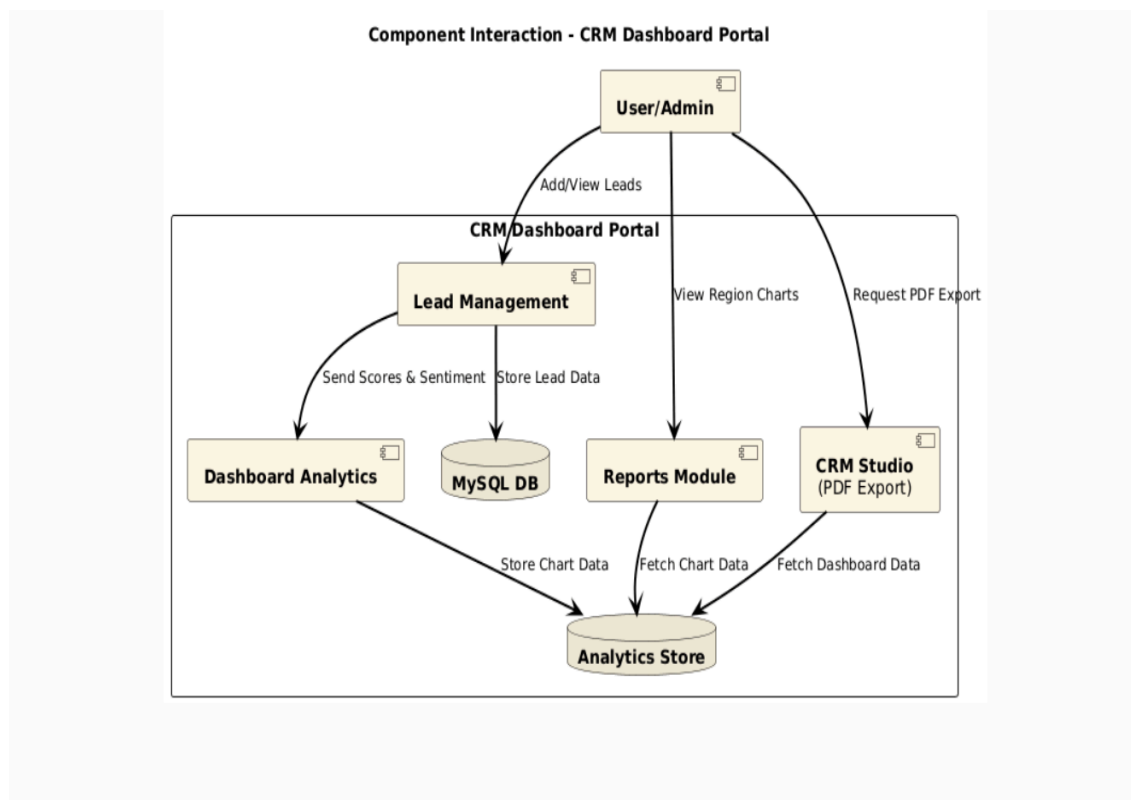 Component Interaction - CRM Dashboard Portal
User/Admin
Add/View Leads
CRM Dashboard Portal
Lead Management
View Region Charts
Request PDF Export
Send Scores & Sentiment
Store Lead Data
Dashboard Analytics
MySQL DB
Reports Module
CRM Studio
(PDF Export)
Store Chart Data
Fetch Chart Data
Fetch Dashboard Data
Analytics Store